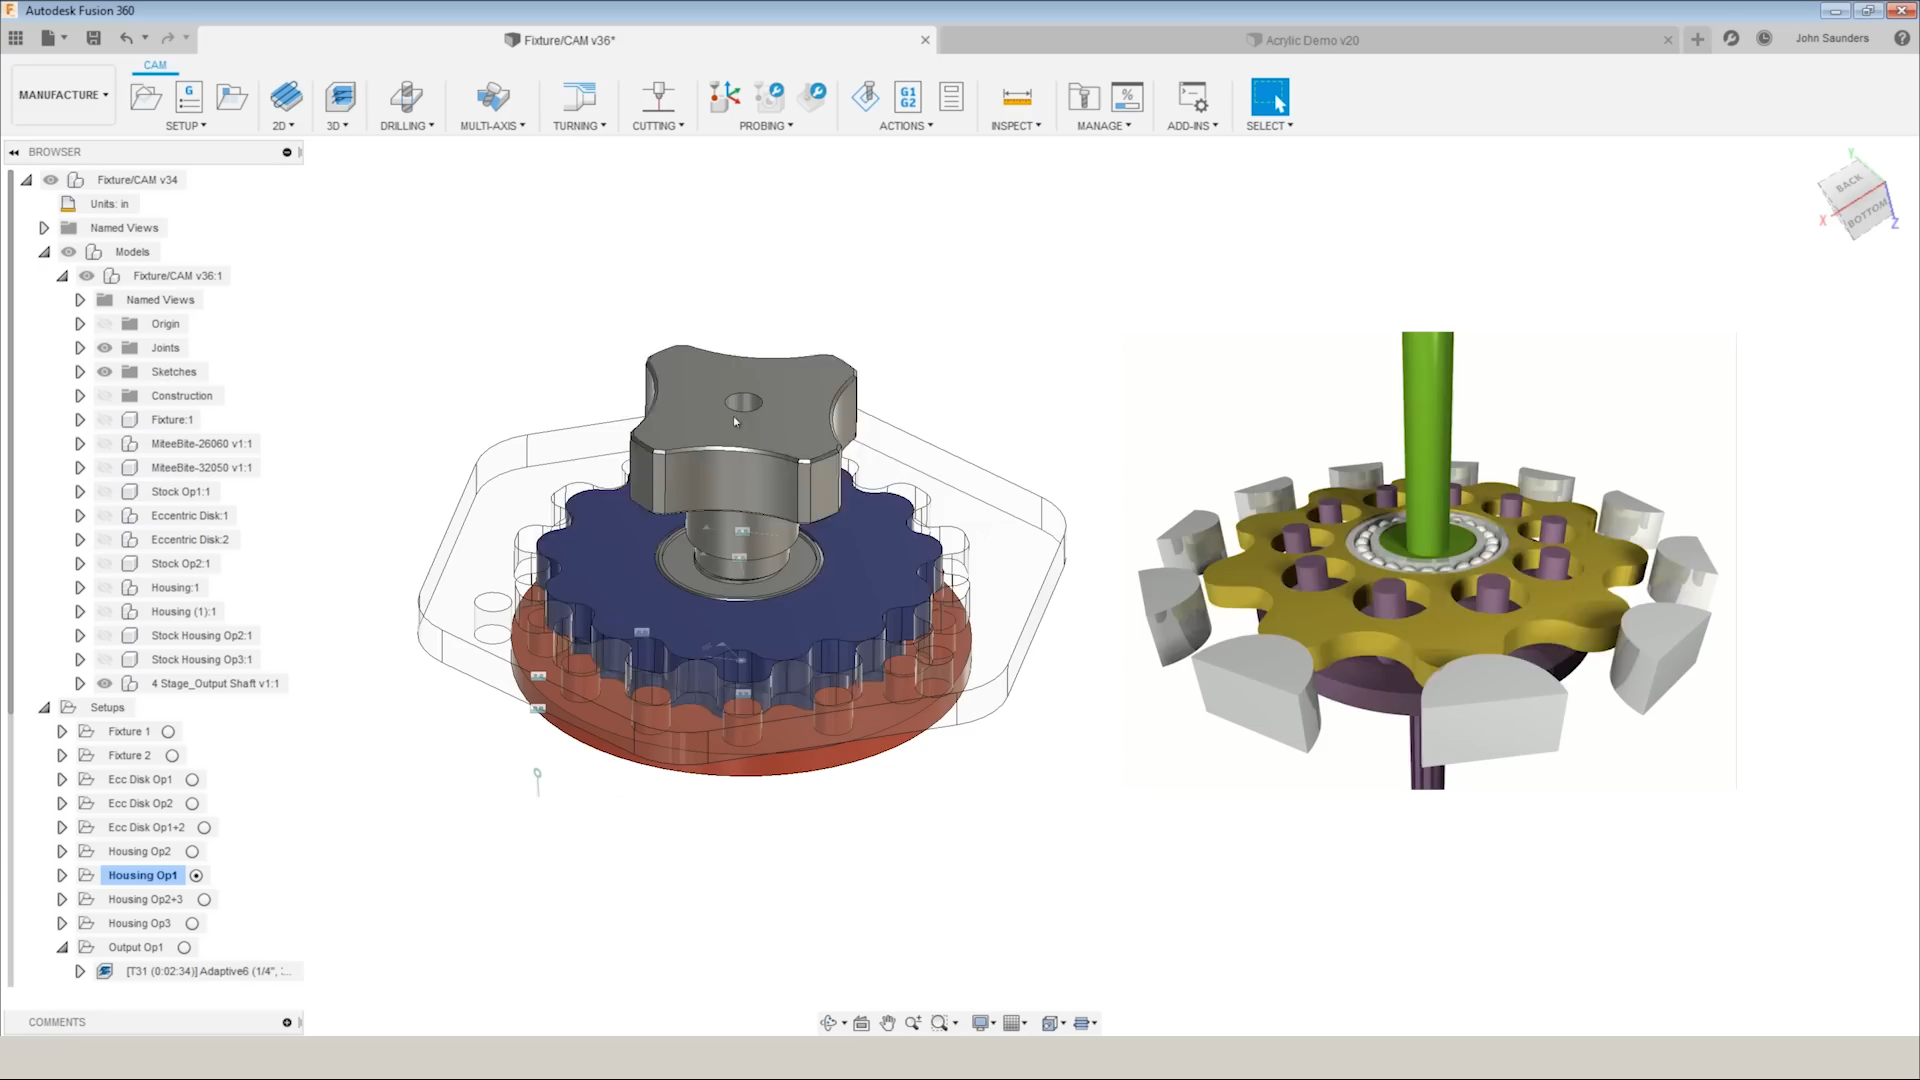 Autodesk Fusion 360
Fixture/CAM v36*
Acrylic Demo v20
John Saunders
MANUFACTURE
CAM
G
G1
G2
SETUP
2D
3D
DRILLING
MULTI-AXIS
TURNING
CUTTING
PROBING
ACTIONS
INSPECT
MANAGE
ADD-INS
SELECT
BROWSER
Fixture/CAM v34
Units: in
Named Views
Models
Fixture/CAM v36:1
Named Views
Origin
Joints
Sketches
Construction
Fixture:1
MiteeBite-26060 v1:1
MiteeBite-32050 v1:1
Stock Op1:1
Eccentric Disk:1
Eccentric Disk:2
Stock Op2:1
Housing:1
Housing (1):1
Stock Housing Op2:1
Stock Housing Op3:1
4 Stage_Output Shaft v1:1
Setups
Fixture 1
Fixture 2
Ecc Disk Op1
Ecc Disk Op2
Ecc Disk Op1+2
Housing Op2
Housing Op1
Housing Op2+3
Housing Op3
Output Op1
[T31 (0:02:34)] Adaptive6 (1/4", :...
COMMENTS
Y
BACK
X
BOTTOM
Z